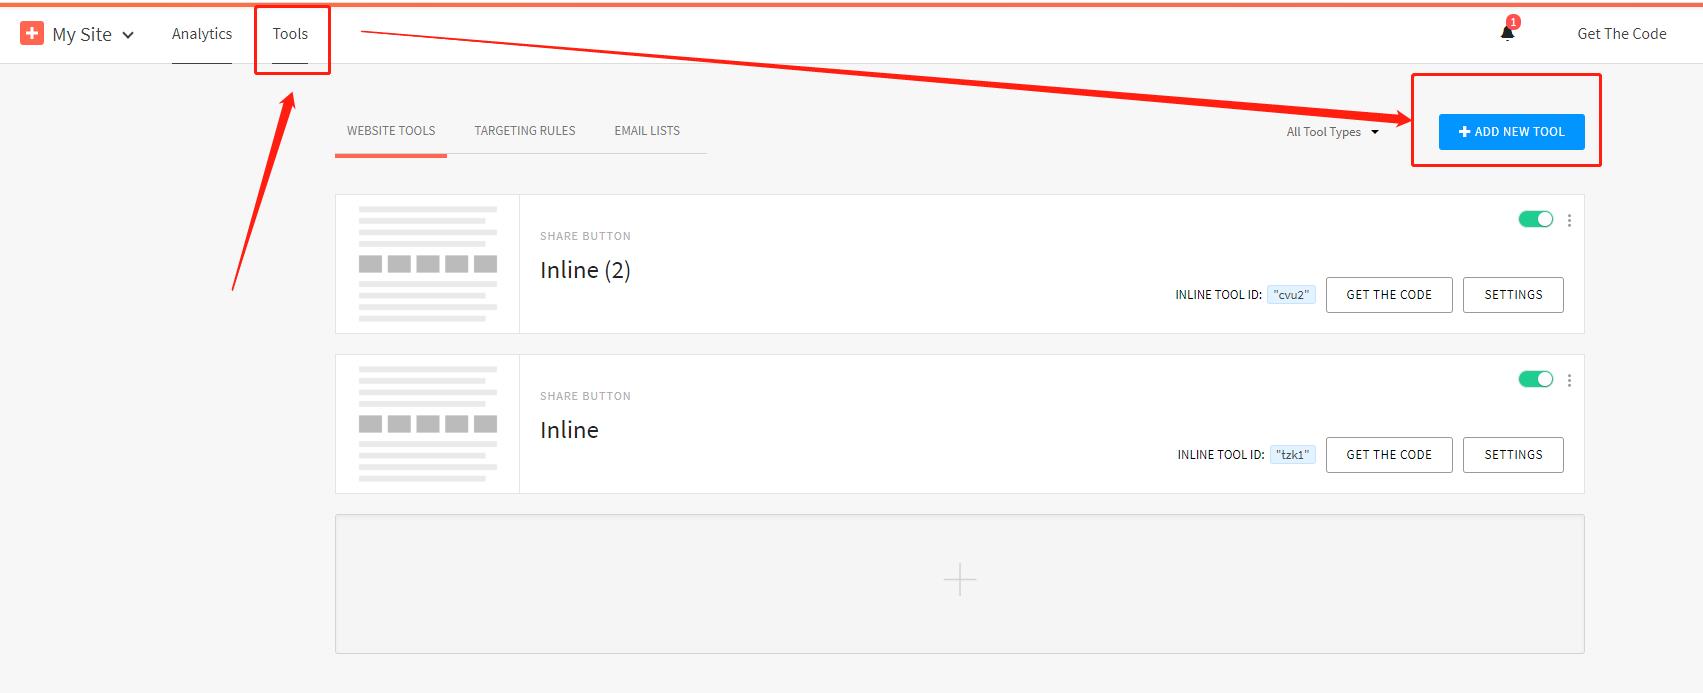 My Site
Analytics
Tools
1
Get The Code
WEBSITE TOOLS
TARGETING RULES
EMAIL LISTS
All Tool Types
ADD NEW TOOL
SHARE BUTTON
Inline (2)
INLINE TOOL ID: "cvu2"
GET THE CODE
SETTINGS
SHARE BUTTON
Inline
INLINE TOOL ID: "tzk1"
GET THE CODE
SETTINGS